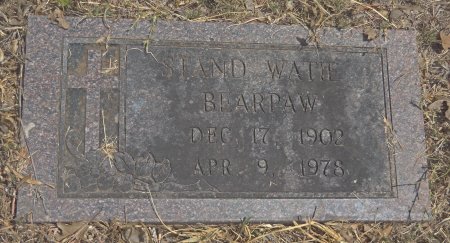 STAND WATIE
BEARPAW
DEC. 17, 1902
APR. 9, 1978